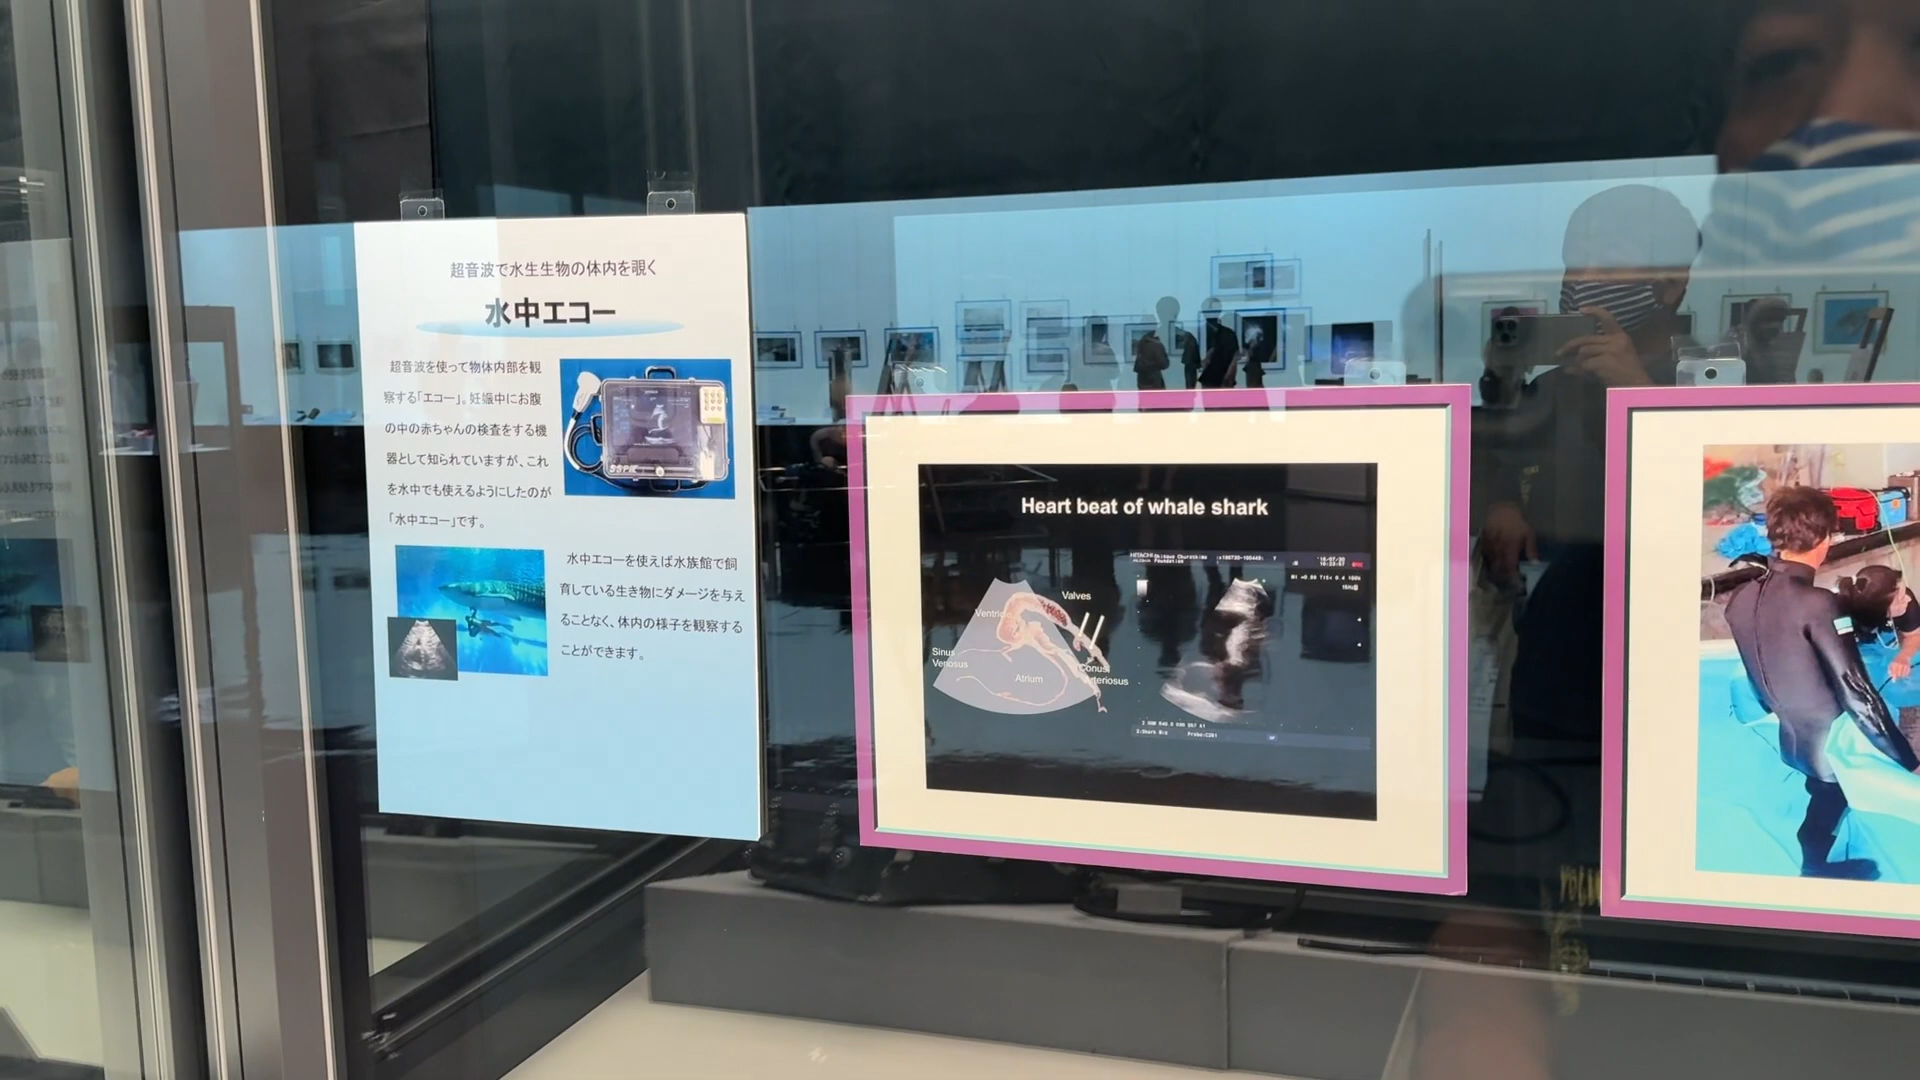 超音波で水生生物の体内を覗く
水中エコー
超音波を使って物体内部を観
察する「エコー」。妊娠中にお腹
の中の赤ちゃんの検査をする機
器として知られていますが、これ
を水中でも使えるようにしたのが
「水中エコー」です。
水中エコーを使えば水族館で飼
育している生き物にダメージを与え
ることなく、体内の様子を観察する
ことができます。
Heart beat of whale shark
Valves
Sinus
Venosus
Atrium
Conus
Arteriosus
HITACHI
Foundation